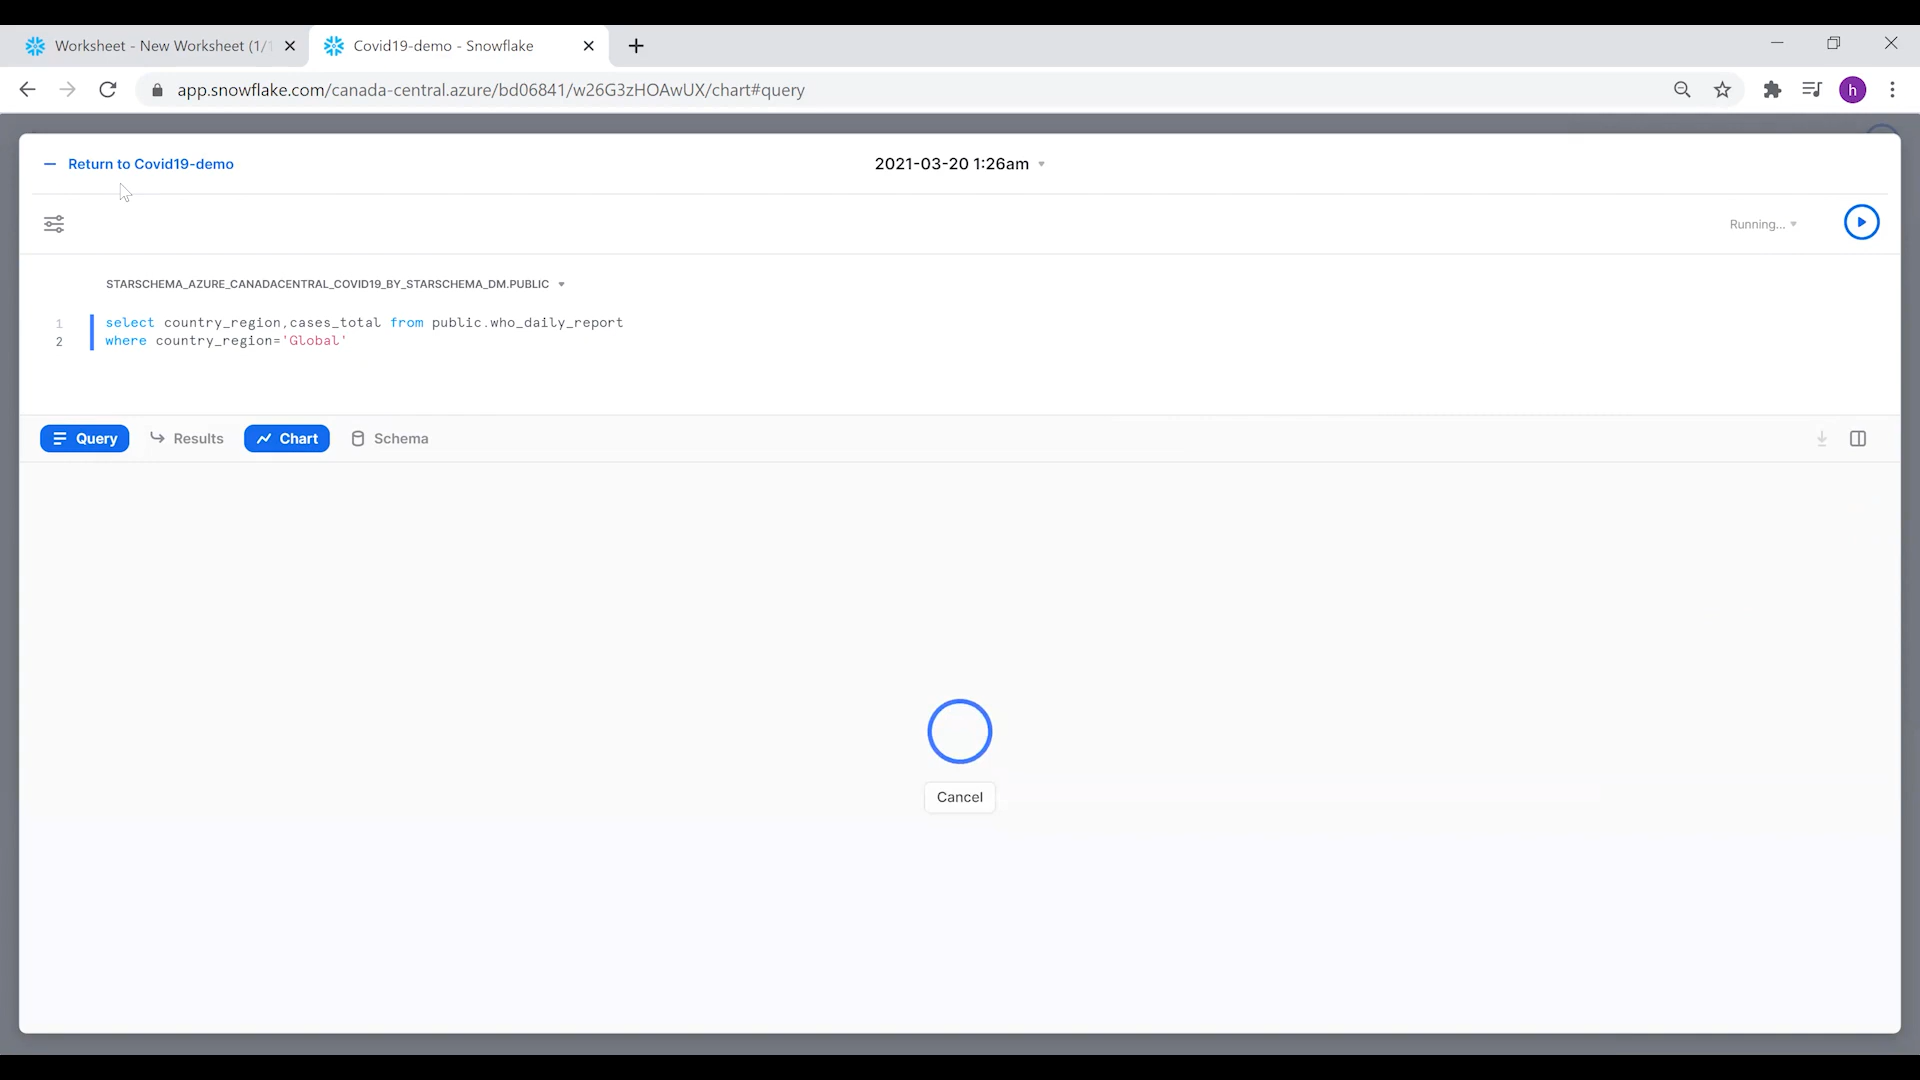 Worksheet - New Worksheet (1/1
Covid19-demo - Snowflake
app.snowflake.com/canada-central.azure/bd06841/w26G3zHOAwUX/chart#query
h
Return to Covid19-demo
2021-03-20 1:26am
Running...
STARSCHEMA_AZURE_CANADACENTRAL_COVID19_BY_STARSCHEMA_DM.PUBLIC
1 select country_region,cases_total from public.who_daily_report
2 where country_region='Global'
Query Results Chart Schema
Cancel